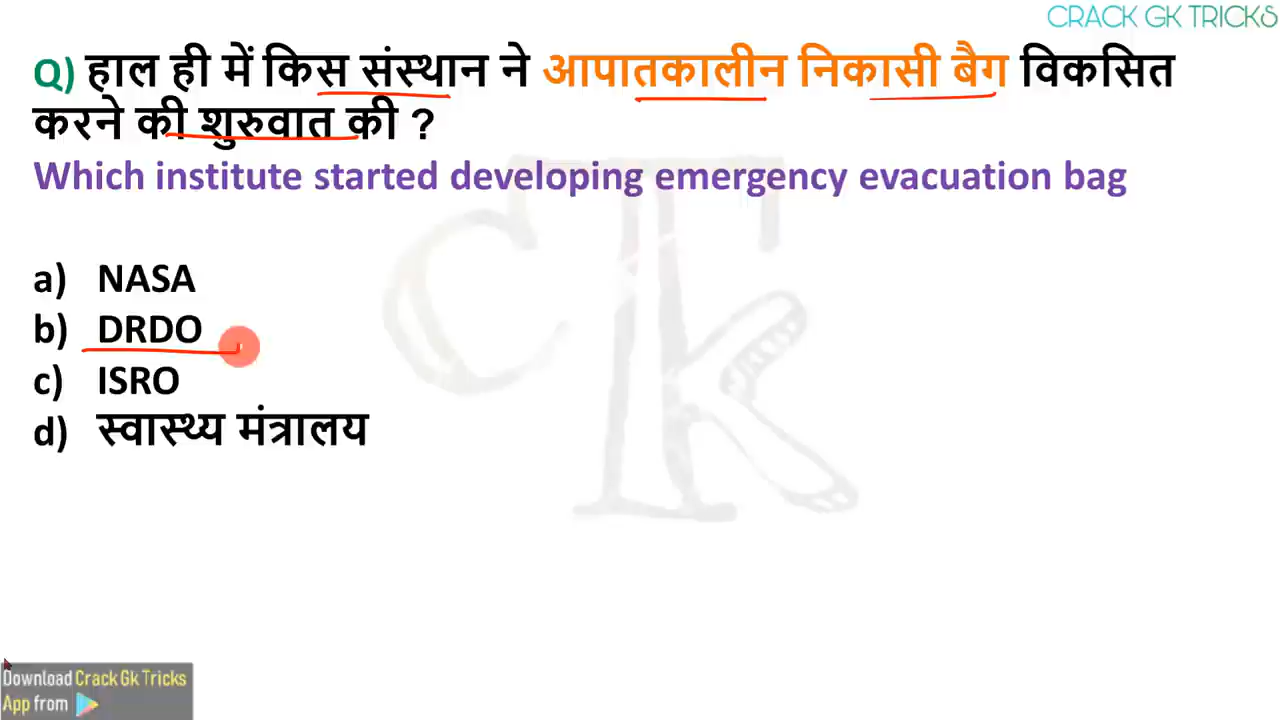 CRACK GK TRICKS
Q) हाल ही में किस संस्थान ने आपातकालीन निकासी बैग विकसित
करने की शुरुवात की ?
Which institute started developing emergency evacuation bag
a) NASA
b) DRDO
c) ISRO
d) स्वास्थ्य मंत्रालय
CTk
Download Crack Gk Tricks
App from